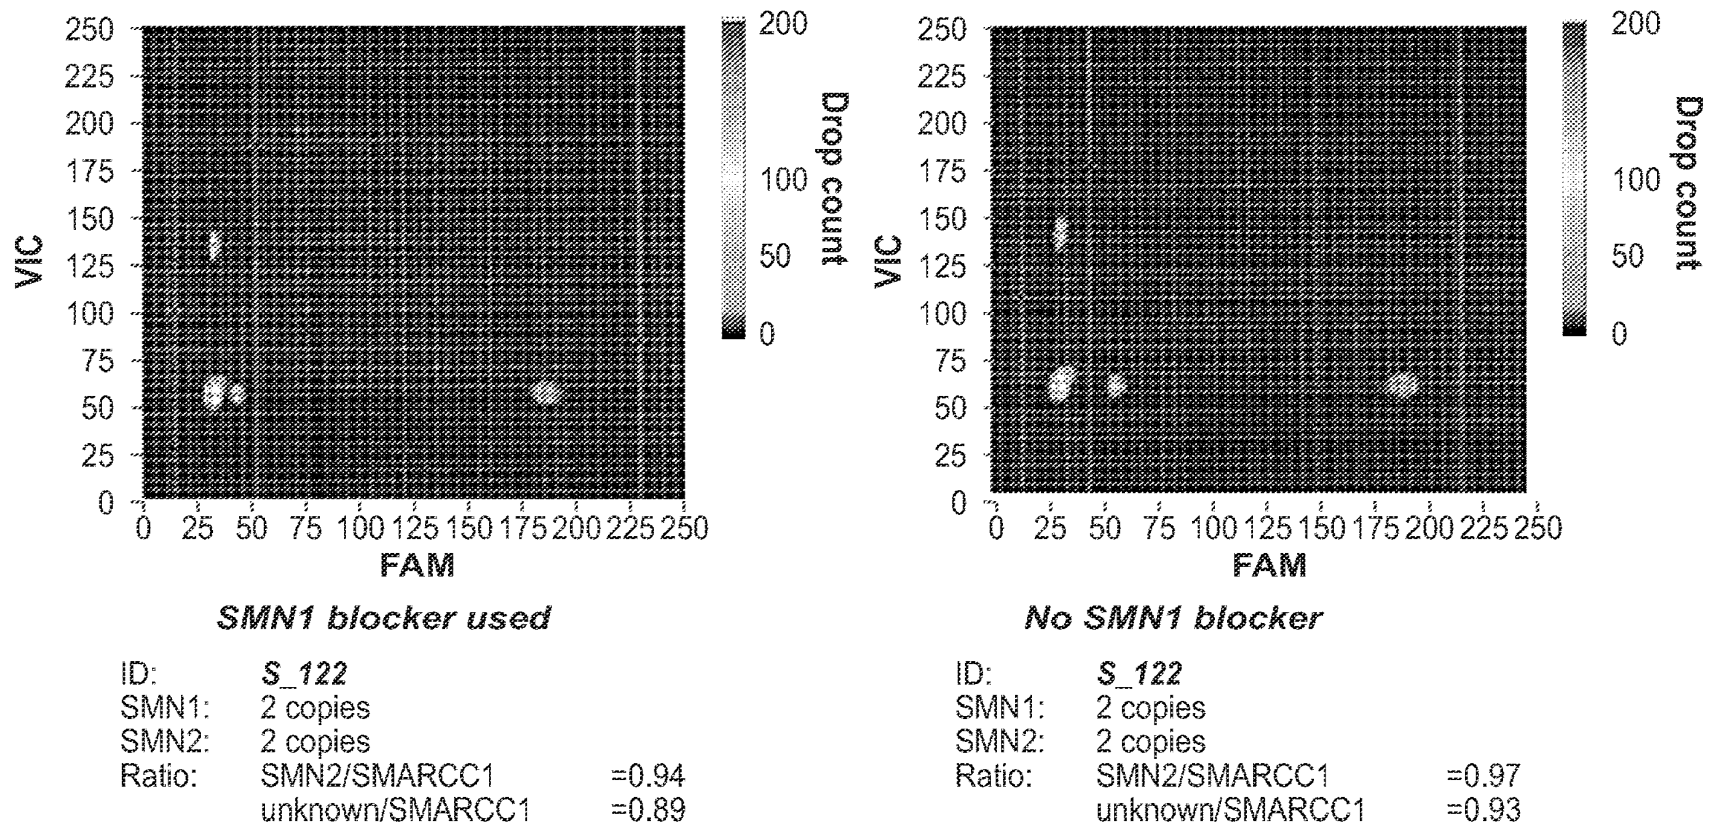 250
225
200
175
150
125
100
75
50
25
0
VIC
0 25 50 75 100 125 150 175 200 225 250
FAM
200
100
50
0
Drop count
SMN1 blocker used
ID: S_122
SMN1: 2 copies
SMN2: 2 copies
Ratio: SMN2/SMARCC1 =0.94
unknown/SMARCC1 =0.89
250
225
200
175
150
125
100
75
50
25
0
VIC
0 25 50 75 100 125 150 175 200 225 250
FAM
200
100
50
0
Drop count
No SMN1 blocker
ID: S_122
SMN1: 2 copies
SMN2: 2 copies
Ratio: SMN2/SMARCC1 =0.97
unknown/SMARCC1 =0.93